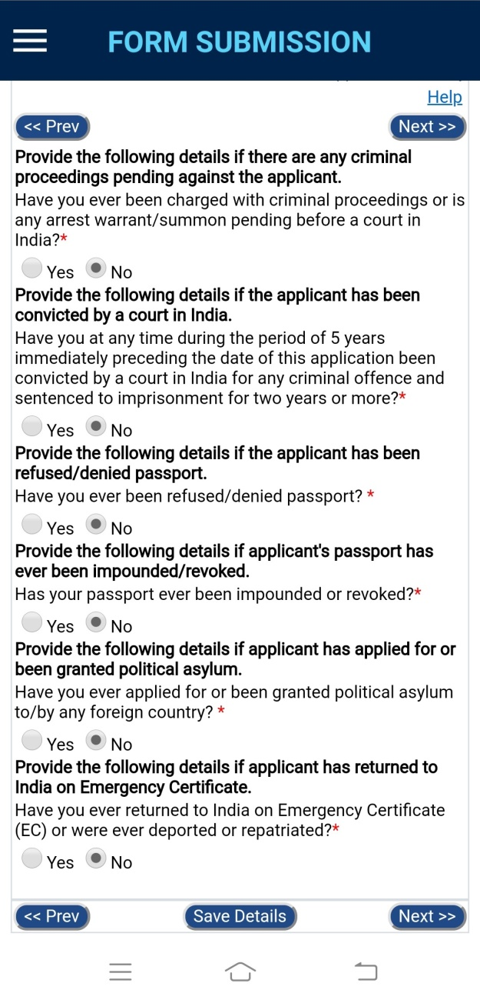 FORM SUBMISSION
Help
<< Prev Next >>
Provide the following details if there are any criminal
proceedings pending against the applicant.
Have you ever been charged with criminal proceedings or is
any arrest warrant/summon pending before a court in
India?*
Yes No
Provide the following details if the applicant has been
convicted by a court in India.
Have you at any time during the period of 5 years
immediately preceding the date of this application been
convicted by a court in India for any criminal offence and
sentenced to imprisonment for two years or more?*
Yes No
Provide the following details if the applicant has been
refused/denied passport.
Have you ever been refused/denied passport? *
Yes No
Provide the following details if applicant's passport has
ever been impounded/revoked.
Has your passport ever been impounded or revoked?*
Yes No
Provide the following details if applicant has applied for or
been granted political asylum.
Have you ever applied for or been granted political asylum
to/by any foreign country? *
Yes No
Provide the following details if applicant has returned to
India on Emergency Certificate.
Have you ever returned to India on Emergency Certificate
(EC) or were ever deported or repatriated?*
Yes No
<< Prev Save Details Next >>